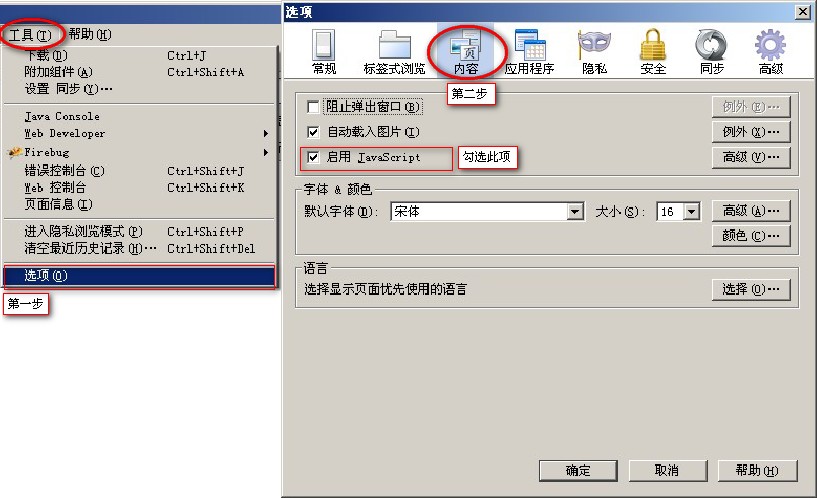 工具(T) 帮助(H)
下载(D) Ctrl+J
附加组件(A) Ctrl+Shift+A
设置 同步(Y)…
Java Console
Web Developer
Firebug
错误控制台(C) Ctrl+Shift+J
Web 控制台 Ctrl+Shift+K
页面信息(I)
进入隐私浏览模式(P) Ctrl+Shift+P
清空最近历史记录(H)… Ctrl+Shift+Del
选项(O)
第一步
选项
常规 标签式浏览 内容 应用程序 隐私 安全 同步 高级
页
第二步
阻止弹出窗口(B) 例外(E)…
自动载入图片(I) 例外(X)…
启用 JavaScript 勾选此项 高级(V)…
字体 & 颜色
默认字体(D): 宋体 大小(S): 16 高级(A)…
颜色(C)…
语言
选择显示页面优先使用的语言 选择(O)…
确定 取消 帮助(H)